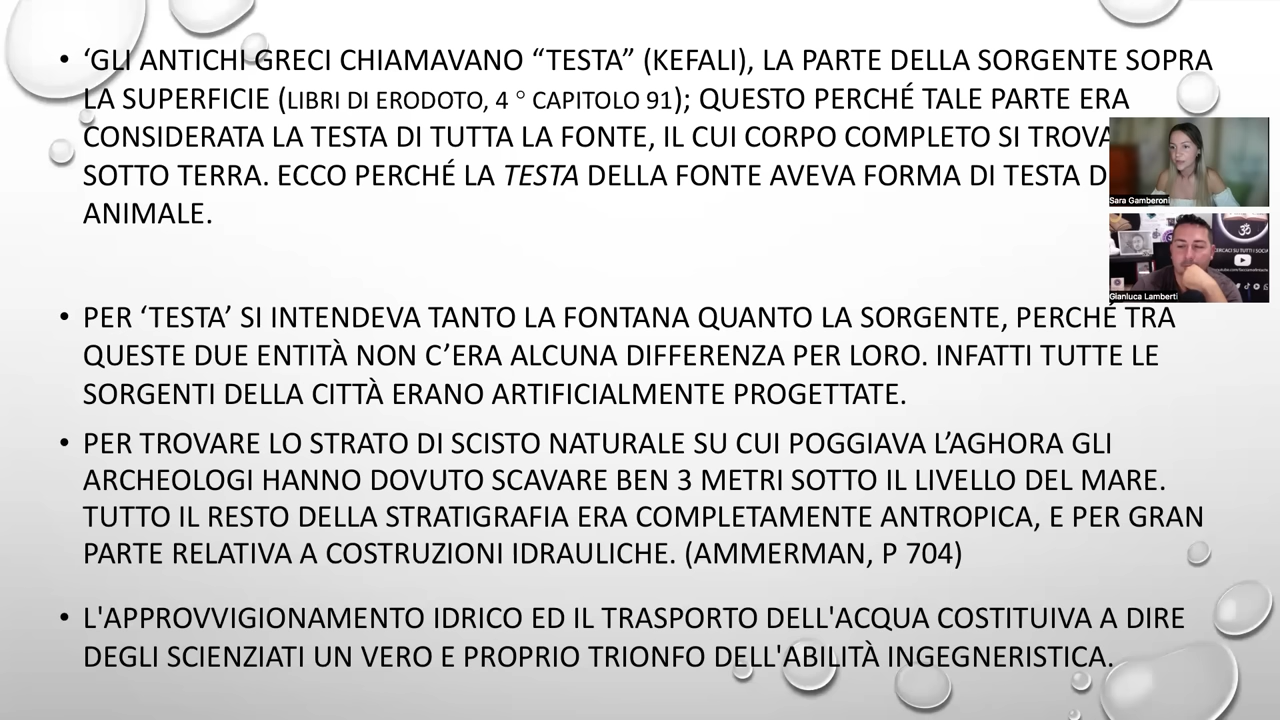 • ‘GLI ANTICHI GRECI CHIAMAVANO “TESTA” (KEFALI), LA PARTE DELLA SORGENTE SOPRA
LA SUPERFICIE (LIBRI DI ERODOTO, 4 ° CAPITOLO 91); QUESTO PERCHÉ TALE PARTE ERA
CONSIDERATA LA TESTA DI TUTTA LA FONTE, IL CUI CORPO COMPLETO SI TROVA
SOTTO TERRA. ECCO PERCHÉ LA TESTA DELLA FONTE AVEVA FORMA DI TESTA D
ANIMALE.
Sara Gamberoni
ERCACI SU TUTTI I SOCIA
Gianluca Lamberti
• PER ‘TESTA’ SI INTENDEVA TANTO LA FONTANA QUANTO LA SORGENTE, PERCHÉ TRA
QUESTE DUE ENTITÀ NON C’ERA ALCUNA DIFFERENZA PER LORO. INFATTI TUTTE LE
SORGENTI DELLA CITTÀ ERANO ARTIFICIALMENTE PROGETTATE.
• PER TROVARE LO STRATO DI SCISTO NATURALE SU CUI POGGIAVA L’AGHORA GLI
ARCHEOLOGI HANNO DOVUTO SCAVARE BEN 3 METRI SOTTO IL LIVELLO DEL MARE.
TUTTO IL RESTO DELLA STRATIGRAFIA ERA COMPLETAMENTE ANTROPICA, E PER GRAN
PARTE RELATIVA A COSTRUZIONI IDRAULICHE. (AMMERMAN, P 704)
• L'APPROVVIGIONAMENTO IDRICO ED IL TRASPORTO DELL'ACQUA COSTITUIVA A DIRE
DEGLI SCIENZIATI UN VERO E PROPRIO TRIONFO DELL'ABILITÀ INGEGNERISTICA.